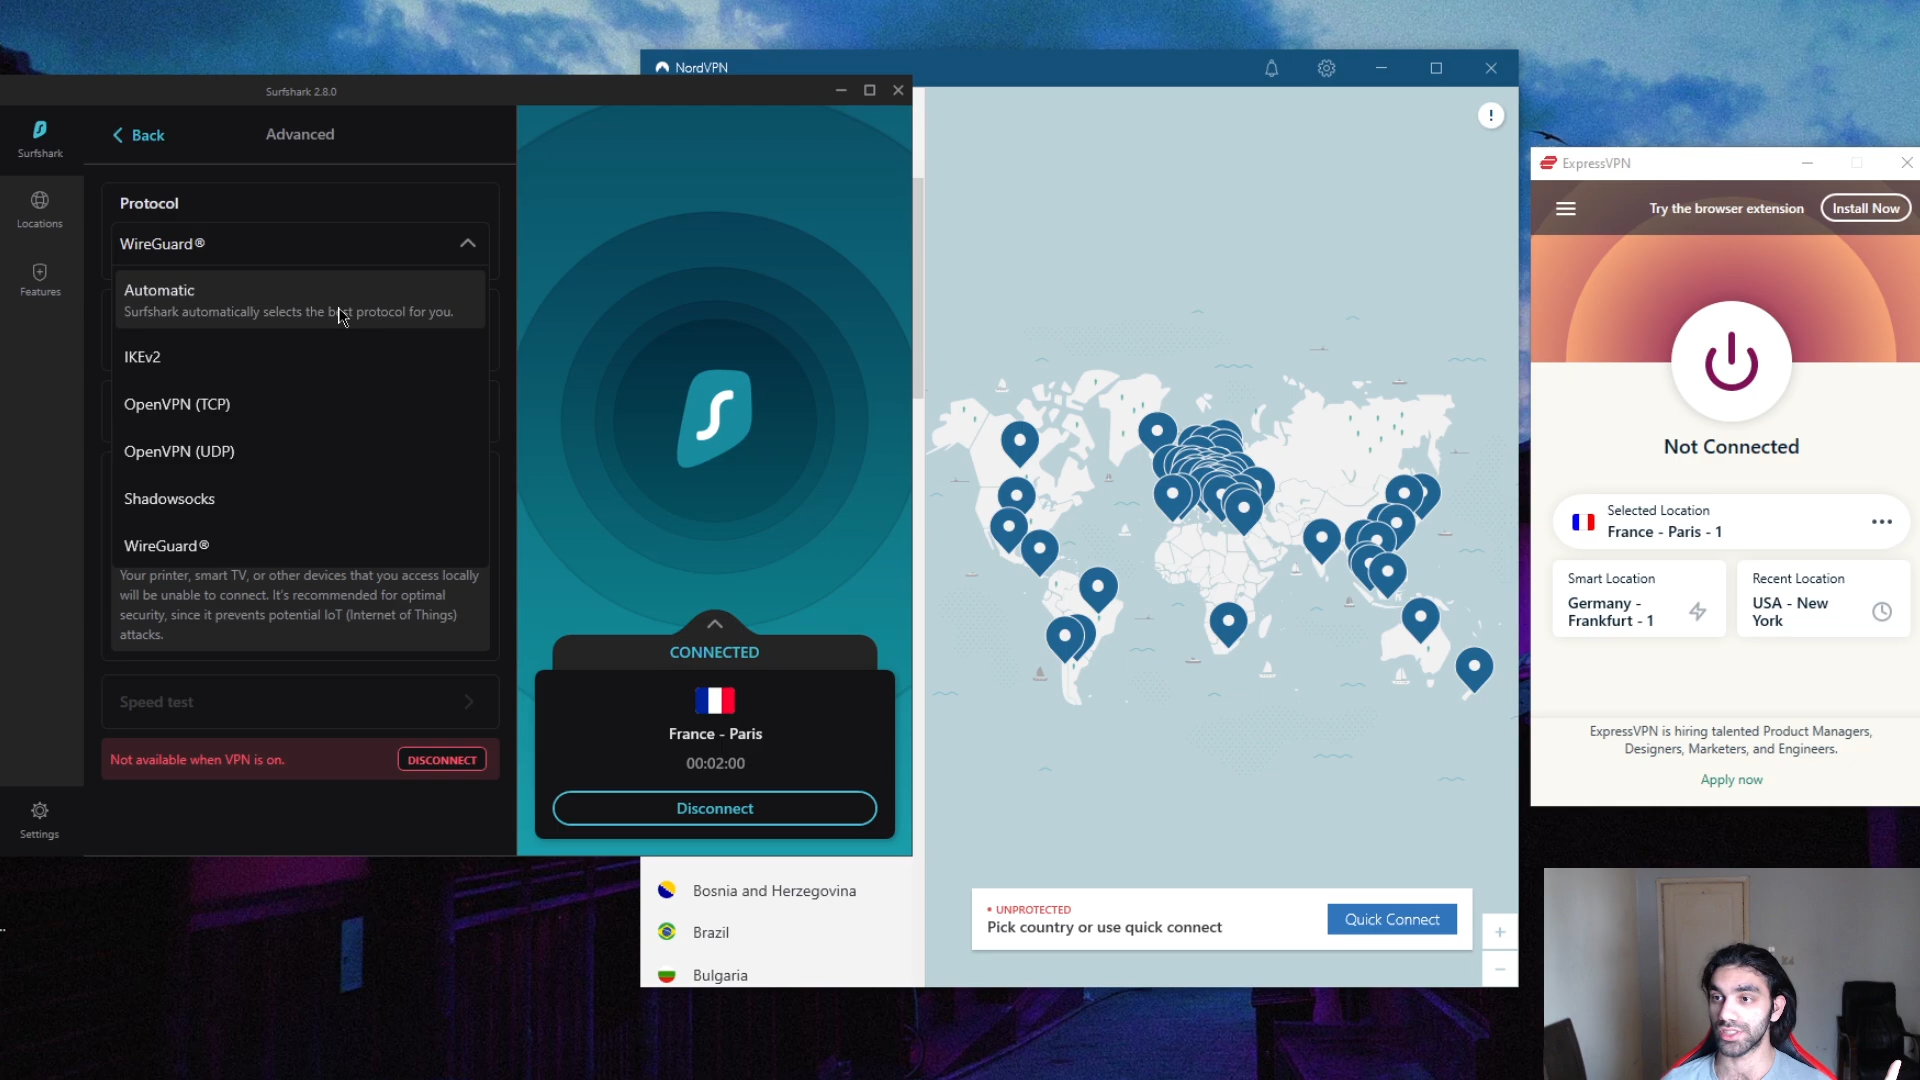 NordVPN
Surfshark 2.8.0
Surfshark
Back
Advanced
Locations
Features
Protocol
WireGuard®
Automatic
Surfshark automatically selects the best protocol for you.
IKEv2
OpenVPN (TCP)
OpenVPN (UDP)
Shadowsocks
WireGuard®
Your printer, smart TV, or other devices that you access locally
will be unable to connect. It's recommended for optimal
security, since it prevents potential IoT (Internet of Things)
attacks.
Speed test
Not available when VPN is on.
DISCONNECT
Settings
CONNECTED
France - Paris
00:02:00
Disconnect
Bosnia and Herzegovina
Brazil
Bulgaria
!
• UNPROTECTED
Pick country or use quick connect
Quick Connect
+
−
ExpressVPN
Try the browser extension
Install Now
Not Connected
Selected Location
France - Paris - 1
Smart Location
Germany -
Frankfurt - 1
Recent Location
USA - New
York
ExpressVPN is hiring talented Product Managers,
Designers, Marketers, and Engineers.
Apply now